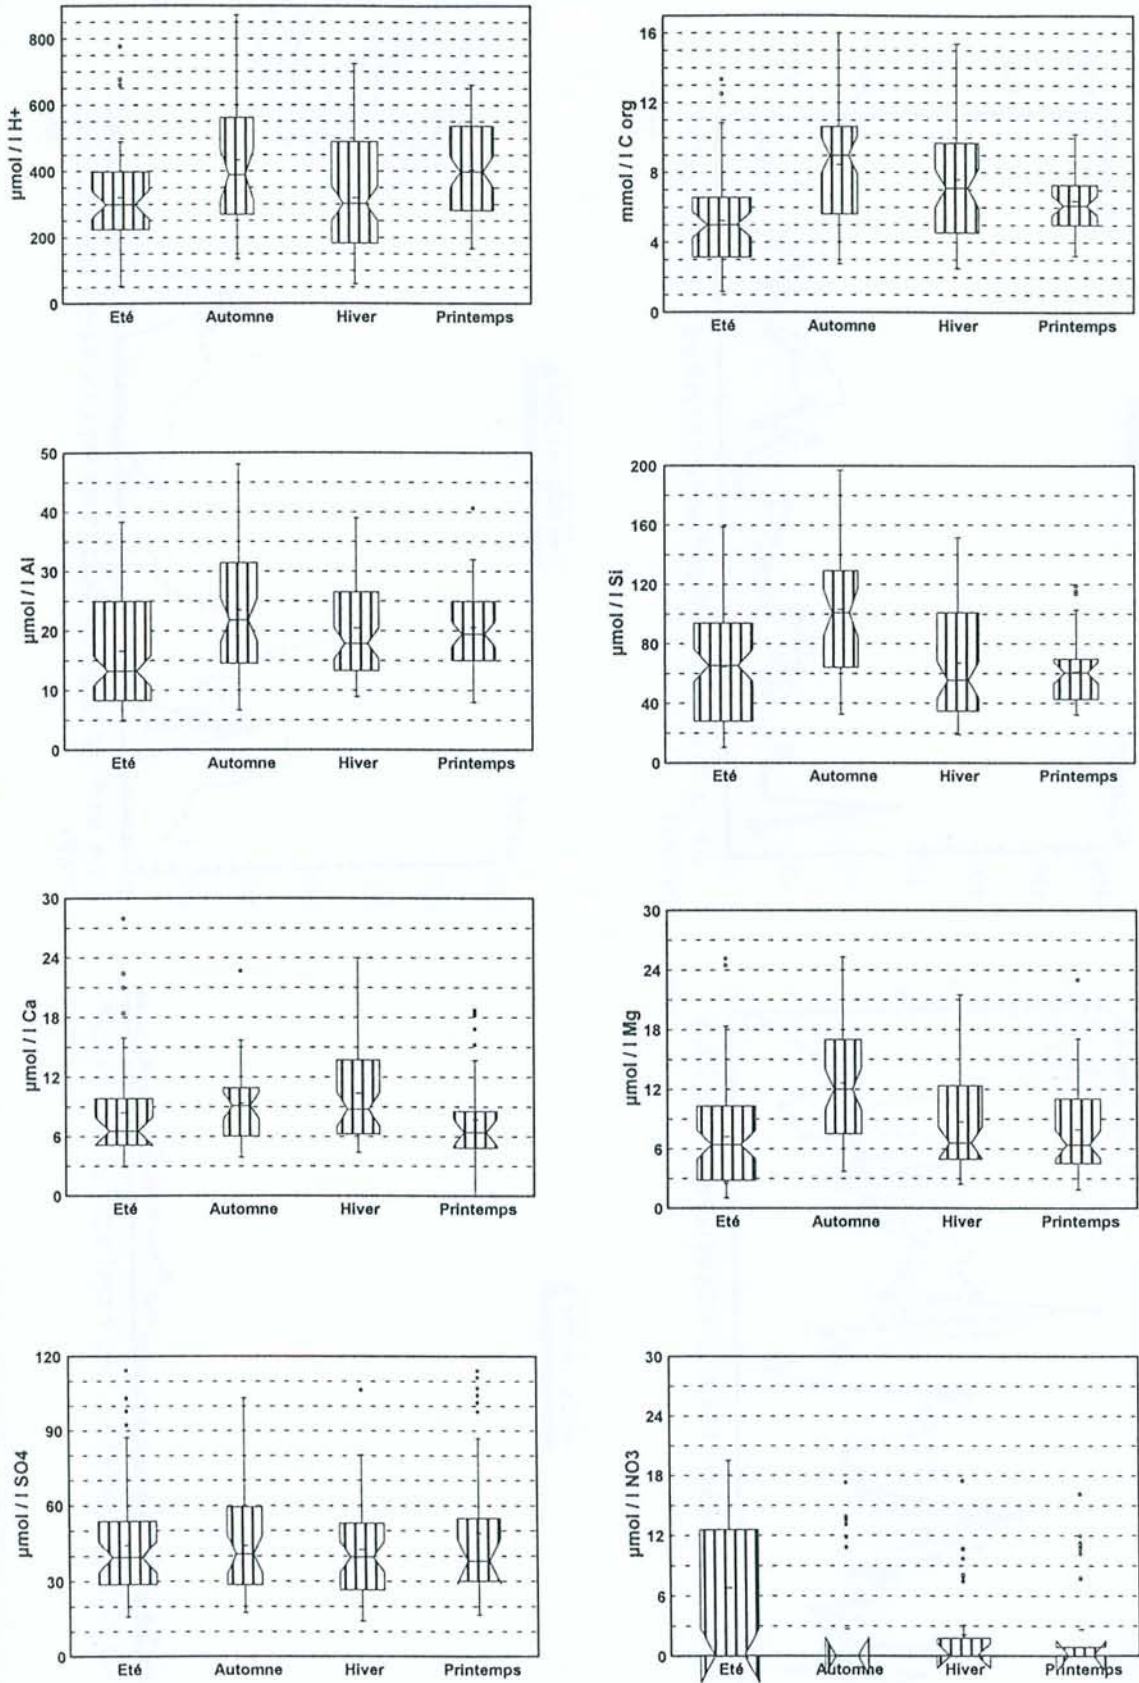 µmol / l H+
800
600
400
200
0
Eté Automne Hiver Printemps
mmol / l C org
16
12
8
4
0
Eté Automne Hiver Printemps
µmol / l Al
50
40
30
20
10
0
Eté Automne Hiver Printemps
µmol / l Si
200
160
120
80
40
0
Eté Automne Hiver Printemps
µmol / l Ca
30
24
18
12
6
0
Eté Automne Hiver Printemps
µmol / l Mg
30
24
18
12
6
0
Eté Automne Hiver Printemps
µmol / l SO4
120
90
60
30
0
Eté Automne Hiver Printemps
µmol / l NO3
30
24
18
12
6
0
Eté Automne Hiver Printemps